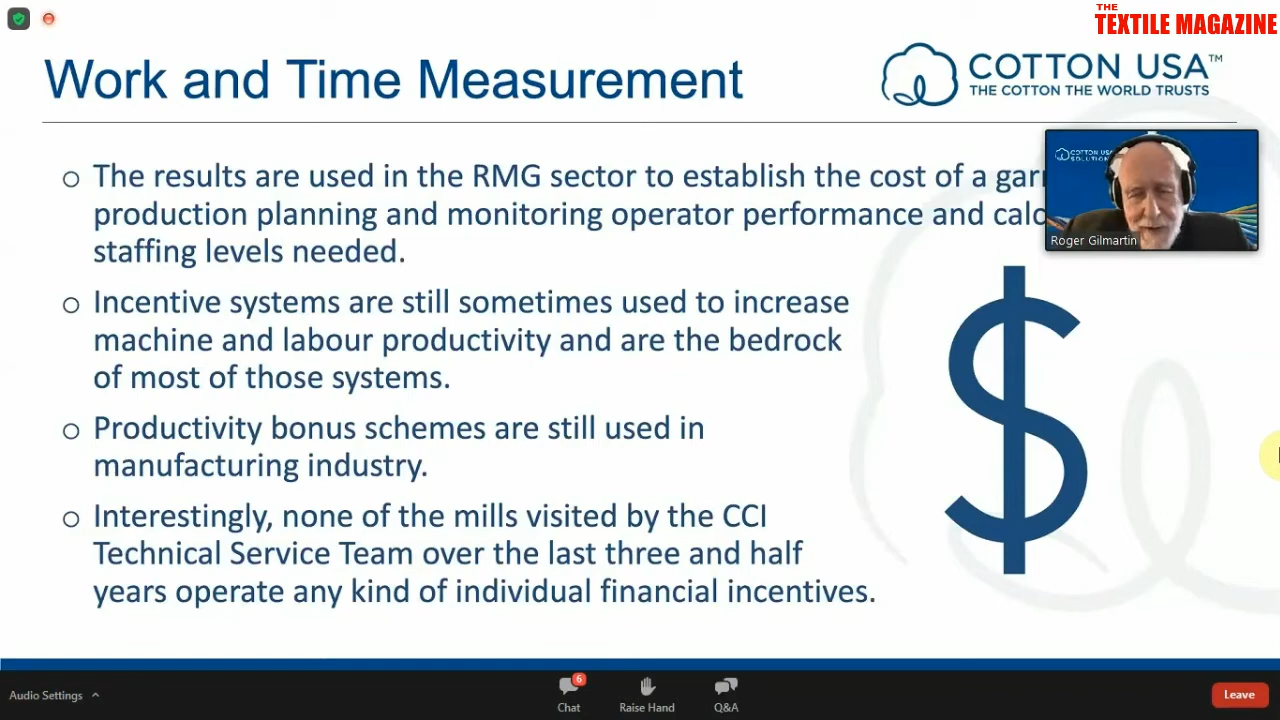 THE
TEXTILE MAGAZINE
Work and Time Measurement
COTTON USA™
THE COTTON THE WORLD TRUSTS
The results are used in the RMG sector to establish the cost of a
production planning and monitoring operator performance and
staffing levels needed.
COTTON
Roger Gilmartin
Incentive systems are still sometimes used to increase
machine and labour productivity and are the bedrock
of most of those systems.
$
Productivity bonus schemes are still used in
manufacturing industry.
Interestingly, none of the mills visited by the CCI
Technical Service Team over the last three and half
years operate any kind of individual financial incentives.
Audio Settings
6
Chat
Raise Hand
Q&A
Leave